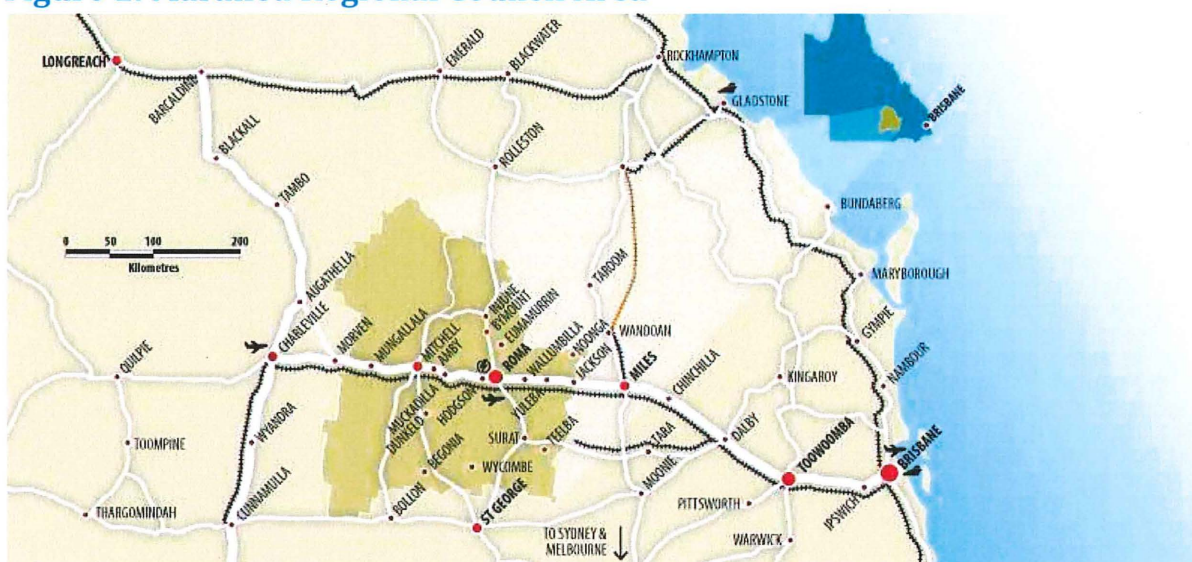 LONGREACH
BARCALDINE
EMERALD
BLACKWATER
ROCKHAMPTON
GLADSTONE
BRISBANE
BLACKALL
ROLLESTON
TAMBO
BUNDABERG
0 50 100 200
Kilometres
AUGATHELLA
TAROOM
MARYBOROUGH
CHARLEVILLE
MORVEN
MUNGALLALA
MITCHELL
AMBY
INJUNE
BYMOUNT
EUMAMURRIN
ROMA
WALLUMBILLA
NOONGA
JACKSON
WANDOAN
GYMPIE
QUILPIE
MUCKADILLA
HODGSON
YULEBA
MILES
CHINCHILLA
KINGAROY
NAMBOUR
TOOMPINE
WYANDRA
DUNKELD
BEGONIA
SURAT
TEELBA
WYCOMBE
TARA
DALBY
MOONIE
TOOWOOMBA
BRISBANE
THARGOMINDAH
CUNNAMULLA
BOLLON
ST GEORGE
PITTSWORTH
IPSWICH
TO SYDNEY &
MELBOURNE
WARWICK